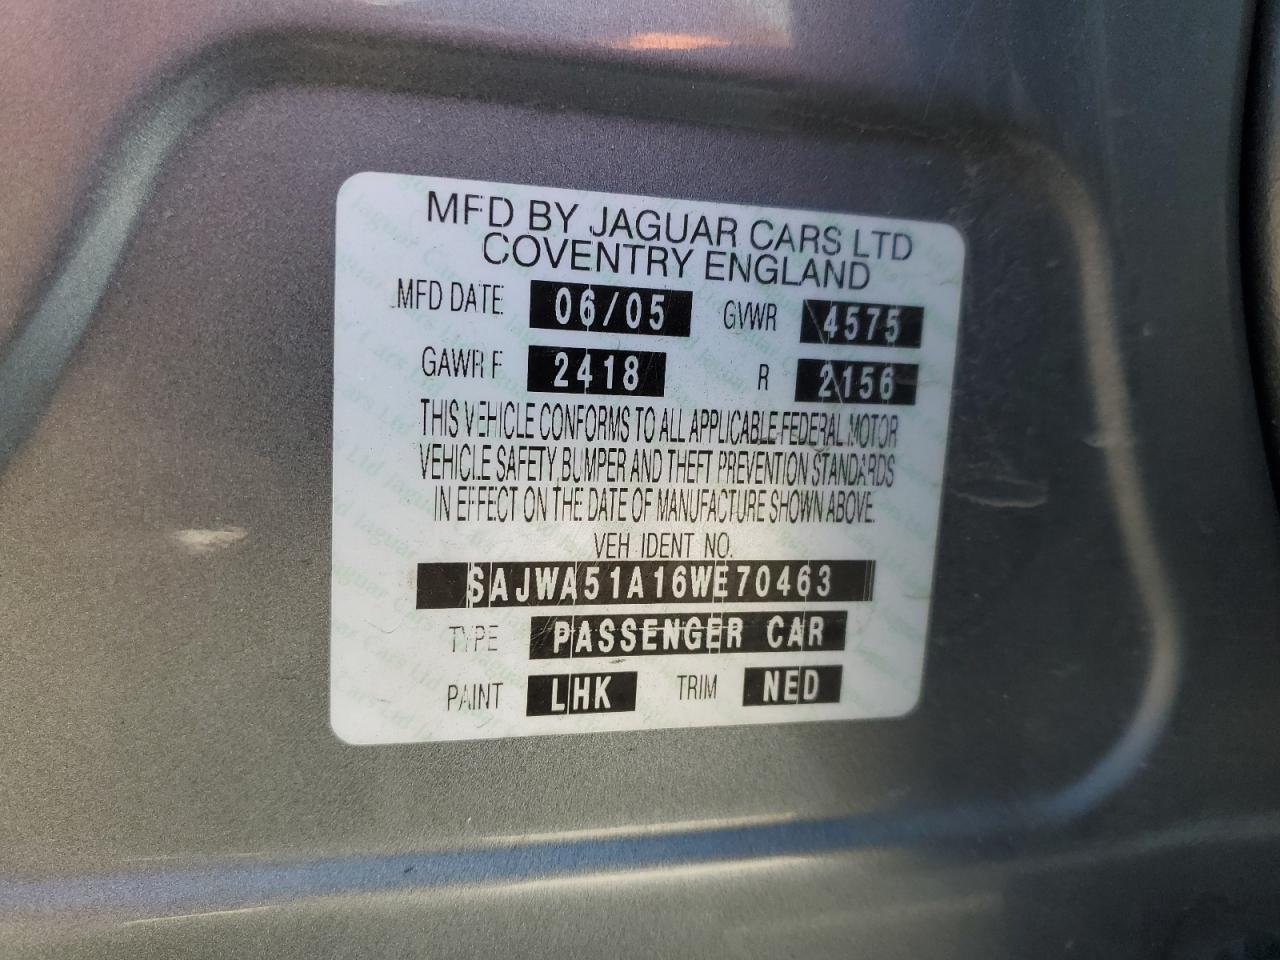 MFD BY JAGUAR CARS LTD
COVENTRY ENGLAND
MFD DATE 06/05 GVWR 4575
GAWR F 2418 R 2156
THIS VEHICLE CONFORMS TO ALL APPLICABLE FEDERAL MOTOR
VEHICLE SAFETY, BUMPER AND THEFT PREVENTION STANDARDS
IN EFFECT ON THE DATE OF MANUFACTURE SHOWN ABOVE.
VEH IDENT NO.
SAJWA51A16WE70463
TYPE PASSENGER CAR
PAINT LHK TRIM NED